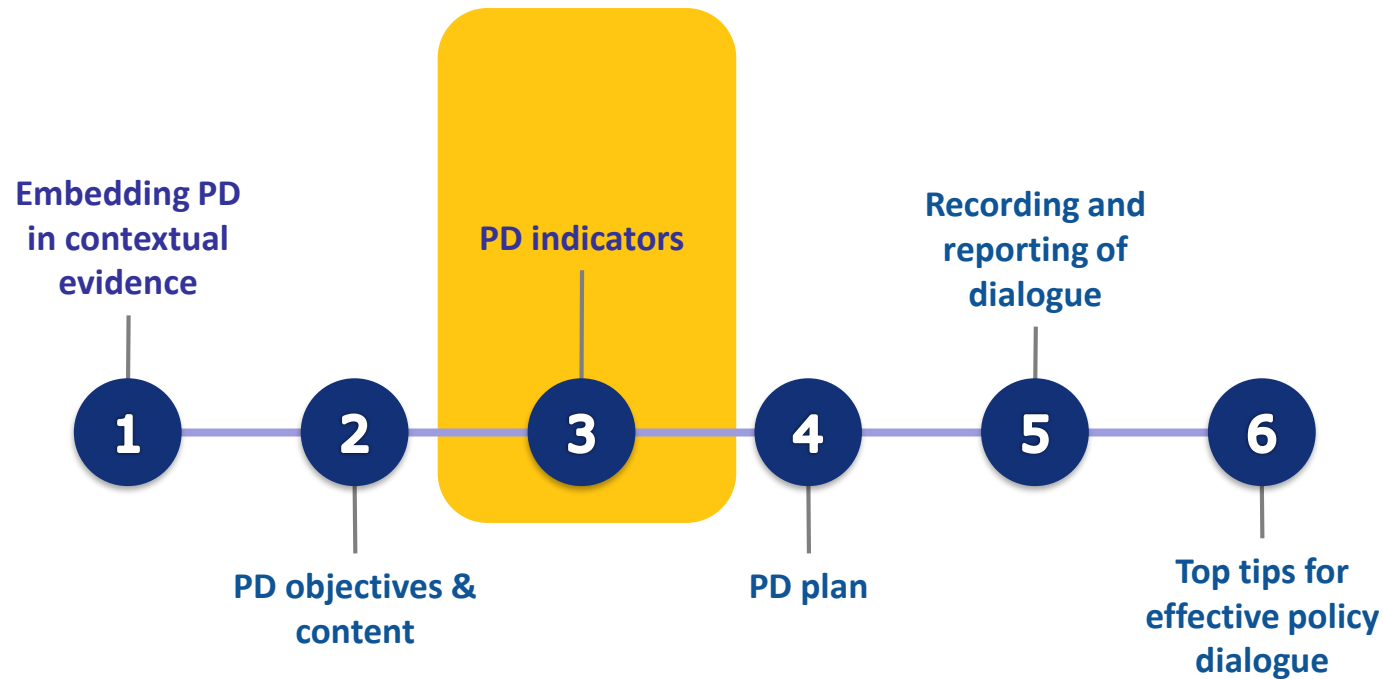 Embedding PD
in contextual
evidence
PD indicators
Recording and
reporting of
dialogue
1
2
3
4
5
6
PD objectives &
content
PD plan
Top tips for
effective policy
dialogue